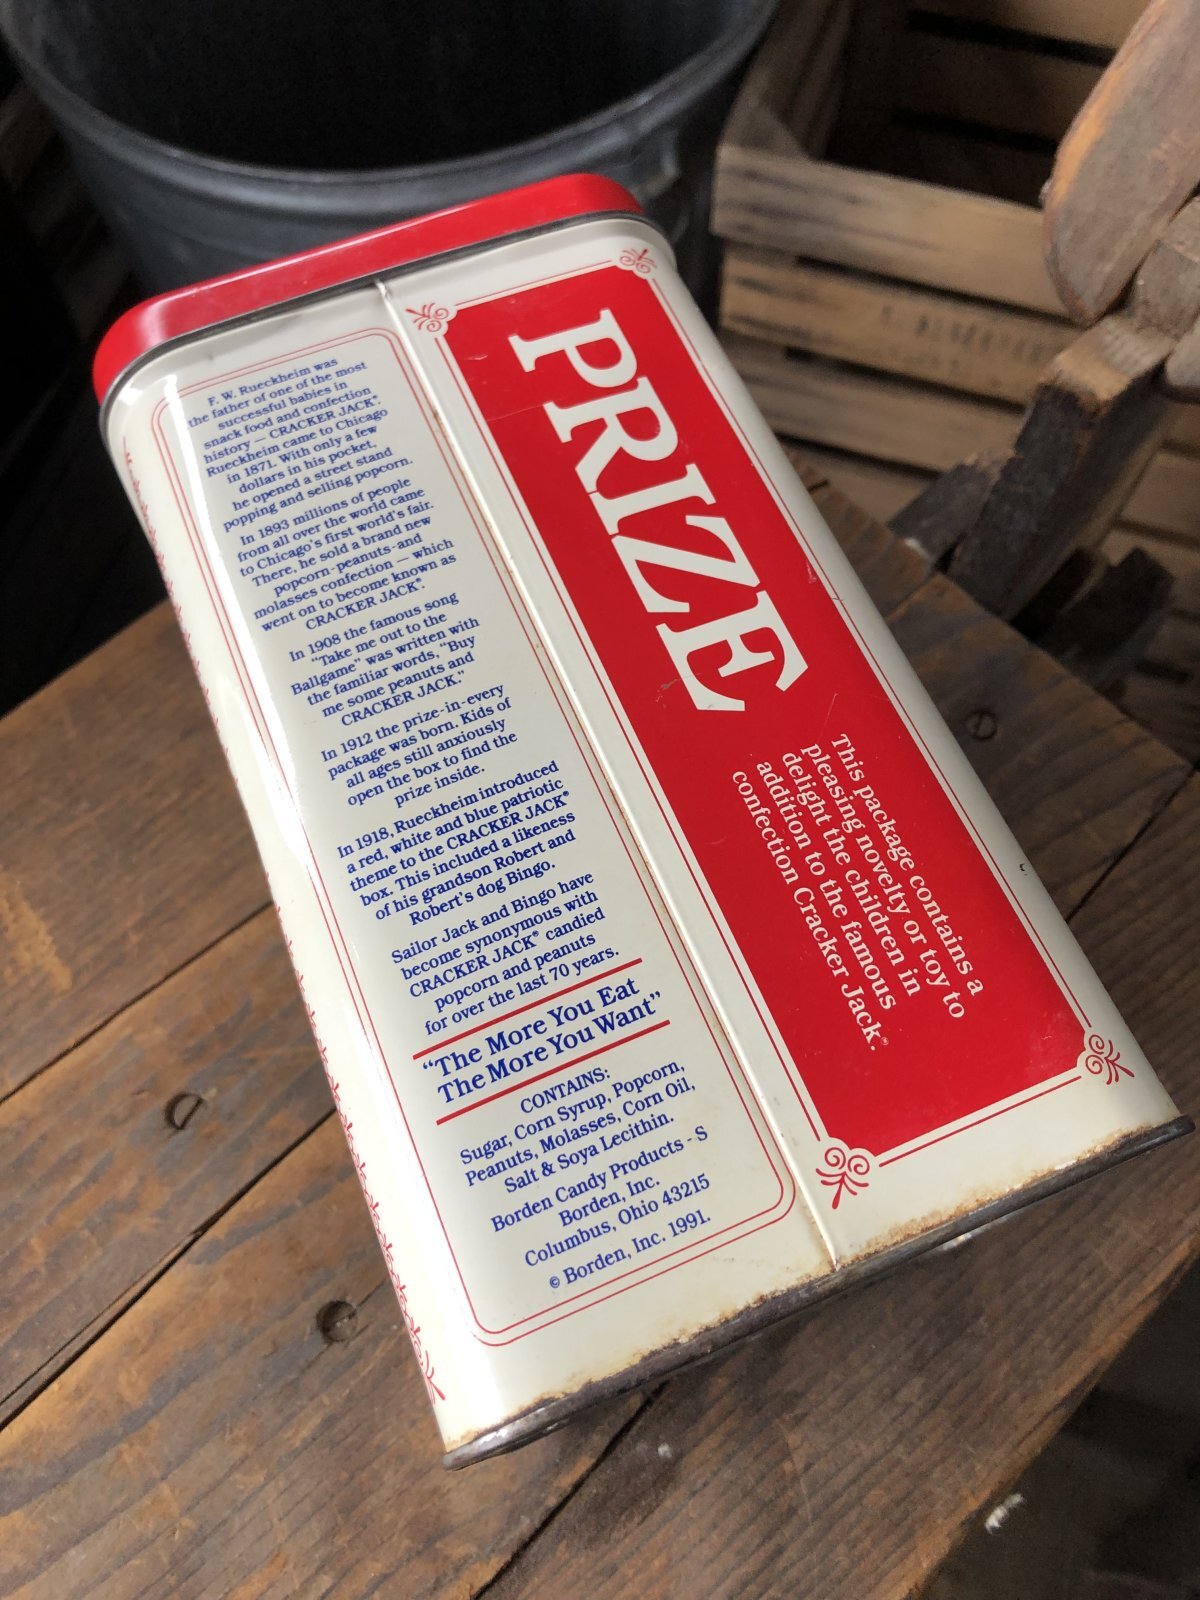 F. W. Rueckheim was
the father of one of the most
successful babies in
snack food and confection
history — CRACKER JACK®.
Rueckheim came to Chicago
in 1871. With only a few
dollars in his pocket,
he opened a street stand
popping and selling popcorn.
In 1893 millions of people
from all over the world came
to Chicago's first world's fair.
There, he sold a brand new
popcorn-peanuts-and
molasses confection — which
went on to become known as
CRACKER JACK®.
In 1908 the famous song
"Take me out to the
Ballgame" was written with
the familiar words, "Buy
me some peanuts and
CRACKER JACK."
In 1912 the prize-in-every
package was born. Kids of
all ages still anxiously
open the box to find the
prize inside.
In 1918, Rueckheim introduced
a red, white and blue patriotic
theme to the CRACKER JACK®
box. This included a likeness
of his grandson Robert and
Robert's dog Bingo.
Sailor Jack and Bingo have
become synonymous with
CRACKER JACK® candied
popcorn and peanuts
for over the last 70 years.
"The More You Eat
The More You Want"
CONTAINS:
Sugar, Corn Syrup, Popcorn,
Peanuts, Molasses, Corn Oil,
Salt & Soya Lecithin.
Borden Candy Products - S
Borden, Inc.
Columbus, Ohio 43215
© Borden, Inc. 1991.
PRIZE
This package contains a
pleasing novelty or toy to
delight the children in
addition to the famous
confection Cracker Jack®.